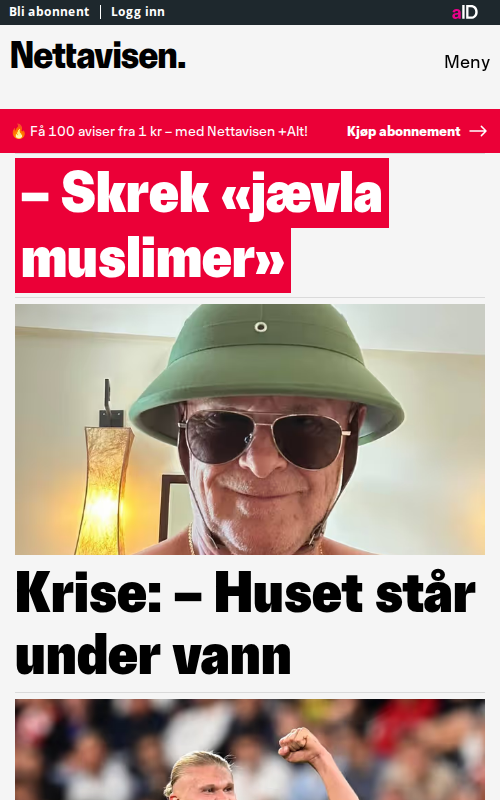 Bli abonnent | Logg inn
aID
Nettavisen.
Meny
🔥 Få 100 aviser fra 1 kr – med Nettavisen +Alt!
Kjøp abonnement →
– Skrek «jævla
muslimer»
Krise: – Huset står
under vann